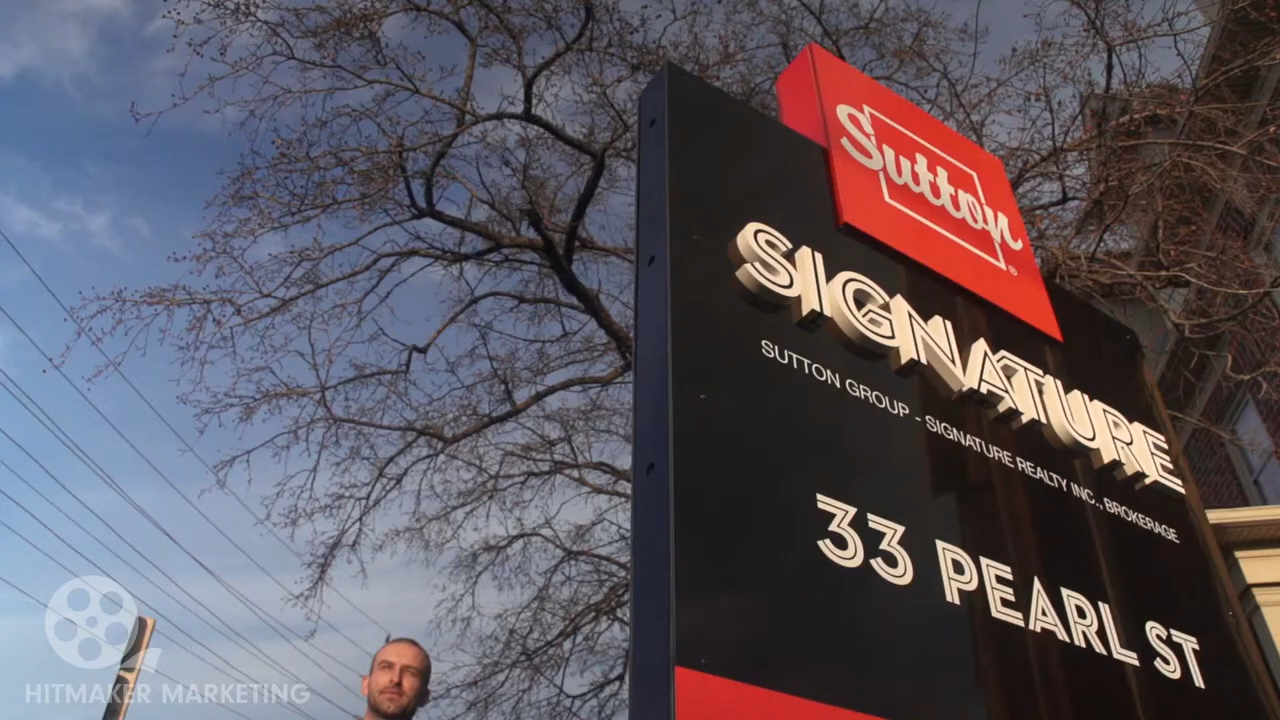 Sutton
SIGNATURE
SUTTON GROUP - SIGNATURE REALTY INC., BROKERAGE
33 PEARL ST
HITMAKER MARKETING